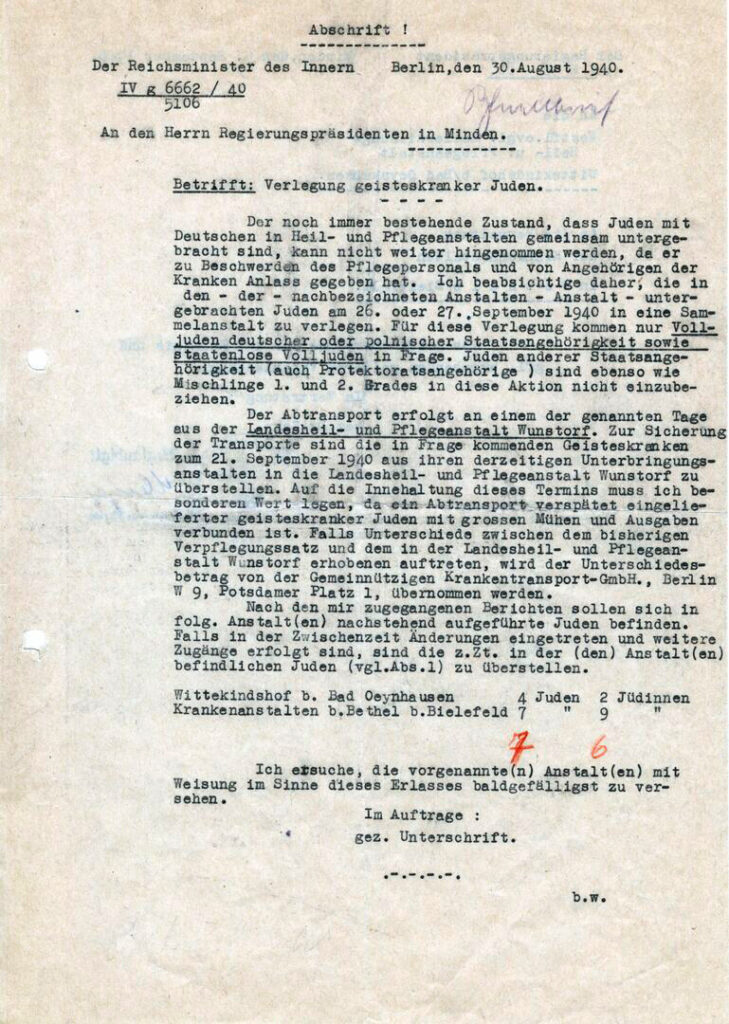 Abschrift !
Der Reichsminister des Innern Berlin,den 30.August 1940.
IV g 6662 / 40
5106
An den Herrn Regierungspräsidenten in Minden.
Betrifft: Verlegung geisteskranker Juden.
Der noch immer bestehende Zustand, dass Juden mit
Deutschen in Heil- und Pflegeanstalten gemeinsam unterge-
bracht sind, kann nicht weiter hingenommen werden, da er
zu Beschwerden des Pflegepersonals und von Angehörigen der
Kranken Anlass gegeben hat. Ich beabsichtige daher, die in
den - der - nachbezeichneten Anstalten - Anstalt - unter-
gebrachten Juden am 26. oder 27. September 1940 in eine Sam-
melanstalt zu verlegen. Für diese Verlegung kommen nur Voll-
juden deutscher oder polnischer Staatsangehörigkeit sowie
staatenlose Volljuden in Frage. Juden anderer Staatsange-
hörigkeit (auch Protektoratsangehörige ) sind ebenso wie
Mischlinge 1. und 2. Grades in diese Aktion nicht einzube-
ziehen.
Der Abtransport erfolgt an einem der genannten Tage
aus der Landesheil- und Pflegeanstalt Wunstorf. Zur Sicherung
der Transporte sind die in Frage kommenden Geisteskranken
zum 21. September 1940 aus ihren derzeitigen Unterbringungs-
anstalten in die Landesheil- und Pflegeanstalt Wunstorf zu
überstellen. Auf die Innehaltung dieses Termins muss ich be-
sonderen Wert legen, da ein Abtransport verspätet eingelie-
ferter geisteskranker Juden mit grossen Mühen und Ausgaben
verbunden ist. Falls Unterschiede zwischen dem bisherigen
Verpflegungssatz und dem in der Landesheil- und Pflegean-
stalt Wunstorf erhobenen auftreten, wird der Unterschieds-
betrag von der Gemeinnützigen Krankentransport-GmbH., Berlin
W 9, Potsdamer Platz 1, übernommen werden.
Nach den mir zugegangenen Berichten sollen sich in
folg. Anstalt(en) nachstehend aufgeführte Juden befinden.
Falls in der Zwischenzeit Änderungen eingetreten und weitere
Zugänge erfolgt sind, sind die z.Zt. in der (den) Anstalt(en)
befindlichen Juden (vgl.Abs.1) zu überstellen.
Wittekindshof b. Bad Oeynhausen 4 Juden 2 Jüdinnen
Krankenanstalten b.Bethel b.Bielefeld 7 " 9 "
7 6
Ich ersuche, die vorgenannte(n) Anstalt(en) mit
Weisung im Sinne dieses Erlasses baldgefälligst zu ver-
sehen.
Im Auftrage :
gez. Unterschrift.
b.w.